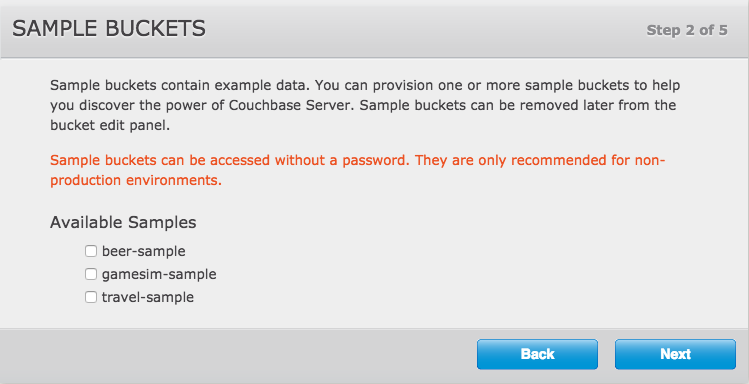 SAMPLE BUCKETS
Step 2 of 5
Sample buckets contain example data. You can provision one or more sample buckets to help
you discover the power of Couchbase Server. Sample buckets can be removed later from the
bucket edit panel.
Sample buckets can be accessed without a password. They are only recommended for non-
production environments.
Available Samples
beer-sample
gamesim-sample
travel-sample
Back
Next